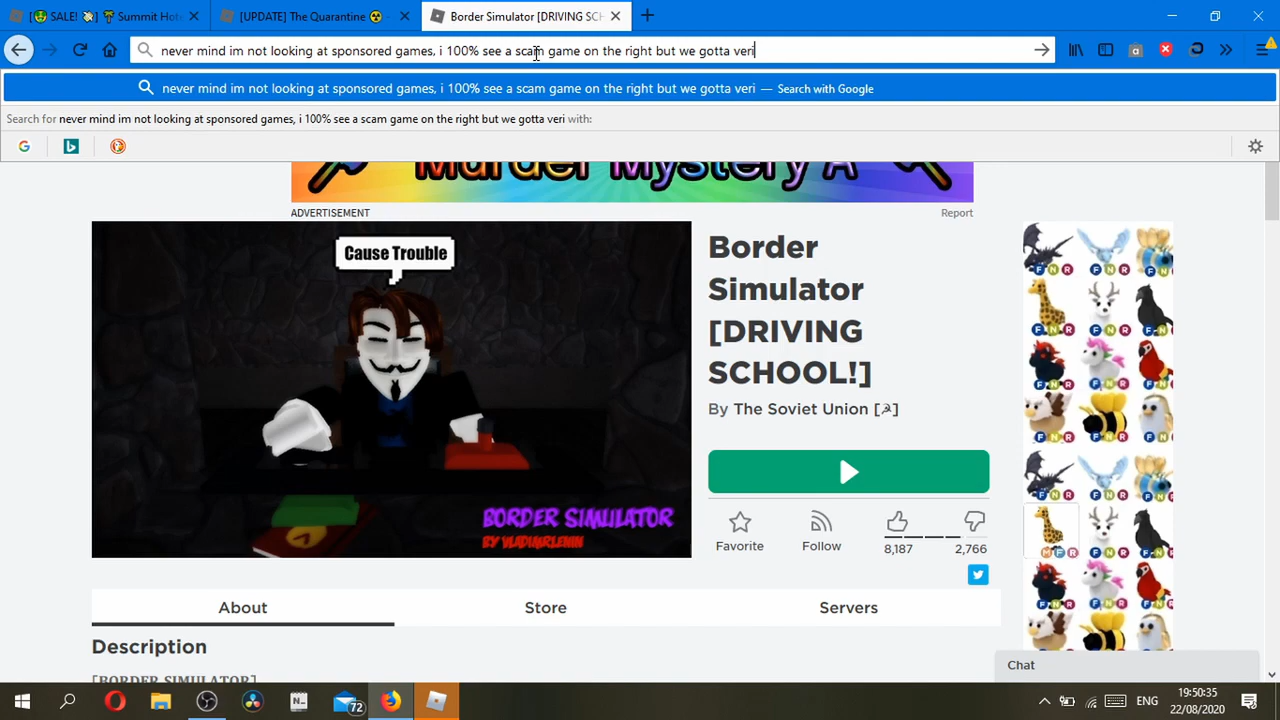 [🤑 SALE! 💸] 🌴 Summit Hot
[UPDATE] The Quarantine ☢
Border Simulator [DRIVING SCH
never mind im not looking at sponsored games, i 100% see a scam game on the right but we gotta veri
never mind im not looking at sponsored games, i 100% see a scam game on the right but we gotta veri — Search with Google
Search for never mind im not looking at sponsored games, i 100% see a scam game on the right but we gotta veri with:
Murder Mystery A
ADVERTISEMENT
Report
Cause Trouble
BORDER SIMULATOR
BY VLADIMIRLENIN
Border
Simulator
[DRIVING
SCHOOL!]
By The Soviet Union [☭]
Favorite
Follow
8,187
2,766
F N R F R F N R
F N R F R F N R
F N R F N R F N R
F N R F N R F N R
F N R F R F N R
M F R F R F N R
F N R F N R F N R
About
Store
Servers
Description
[BORDER SIMULATOR]
Chat
72
ENG
19:50:35
22/08/2020